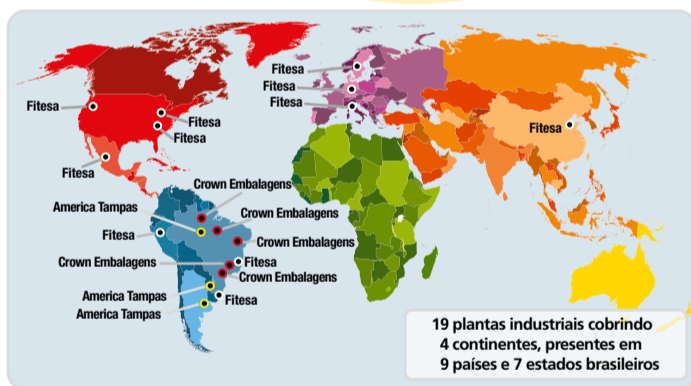 Fitesa
Fitesa
Fitesa
Fitesa
Fitesa
Fitesa
Fitesa
Fitesa
Crown Embalagens
America Tampas
Crown Embalagens
Fitesa
Crown Embalagens
Crown Embalagens
Fitesa
Crown Embalagens
America Tampas
Fitesa
America Tampas
19 plantas industriais cobrindo
4 continentes, presentes em
9 países e 7 estados brasileiros